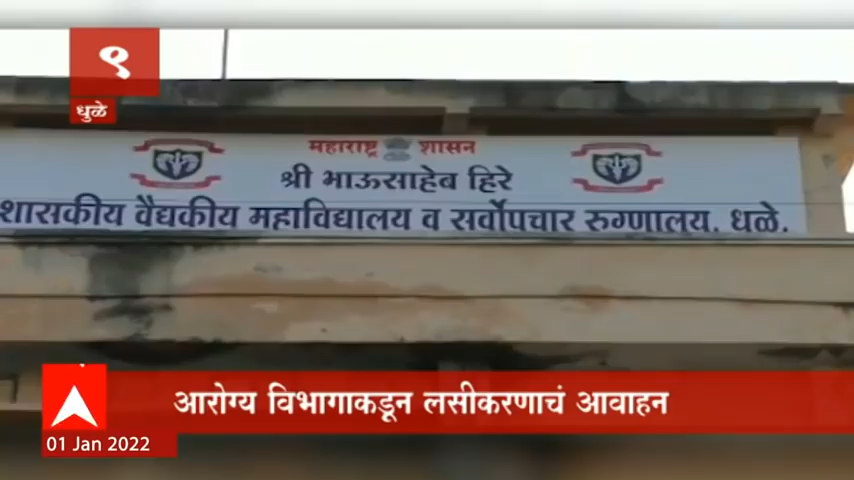 ९
धुळे
महाराष्ट्र शासन
श्री भाऊसाहेब हिरे
शासकीय वैद्यकीय महाविद्यालय व सर्वोपचार रुग्णालय, धुळे.
आरोग्य विभागाकडून लसीकरणाचं आवाहन
01 Jan 2022